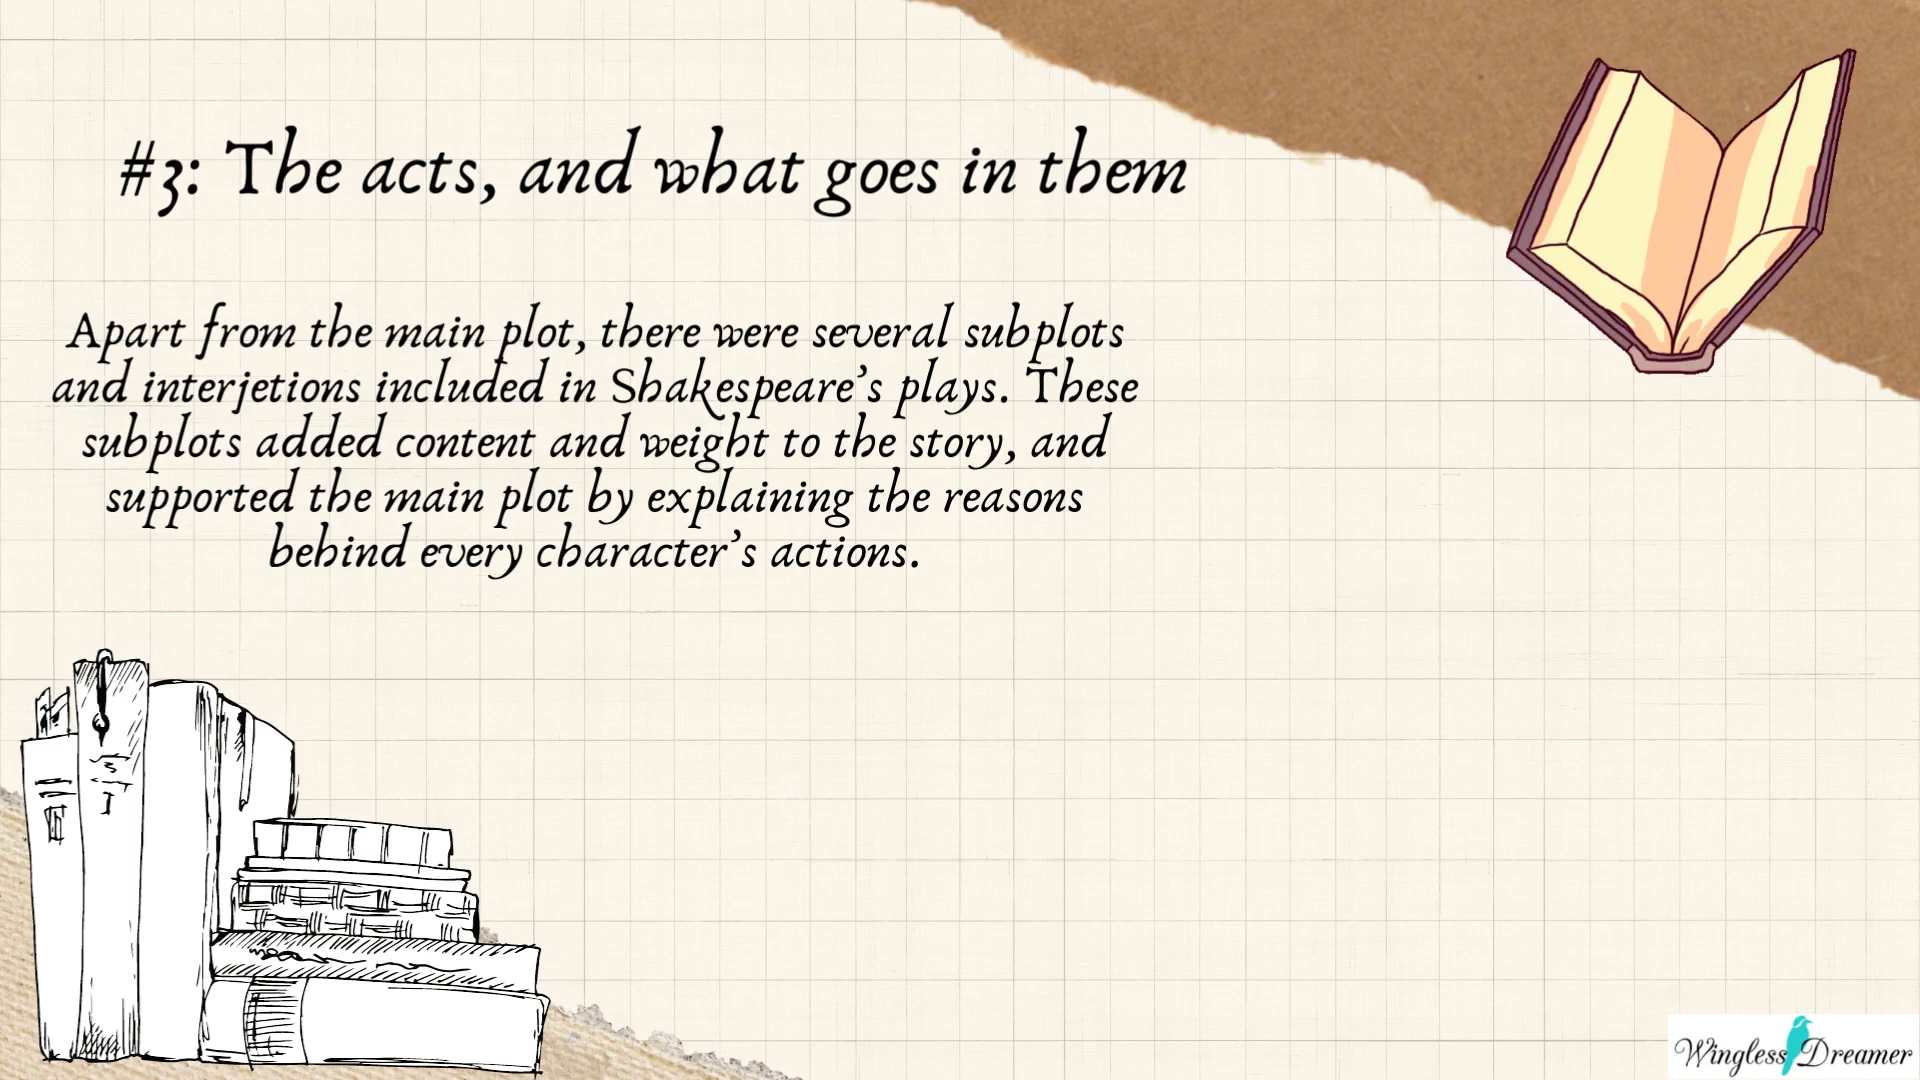 #3: The acts, and what goes in them
Apart from the main plot, there were several subplots
and interjetions included in Shakespeare's plays. These
subplots added content and weight to the story, and
supported the main plot by explaining the reasons
behind every character's actions.
Wingless Dreamer